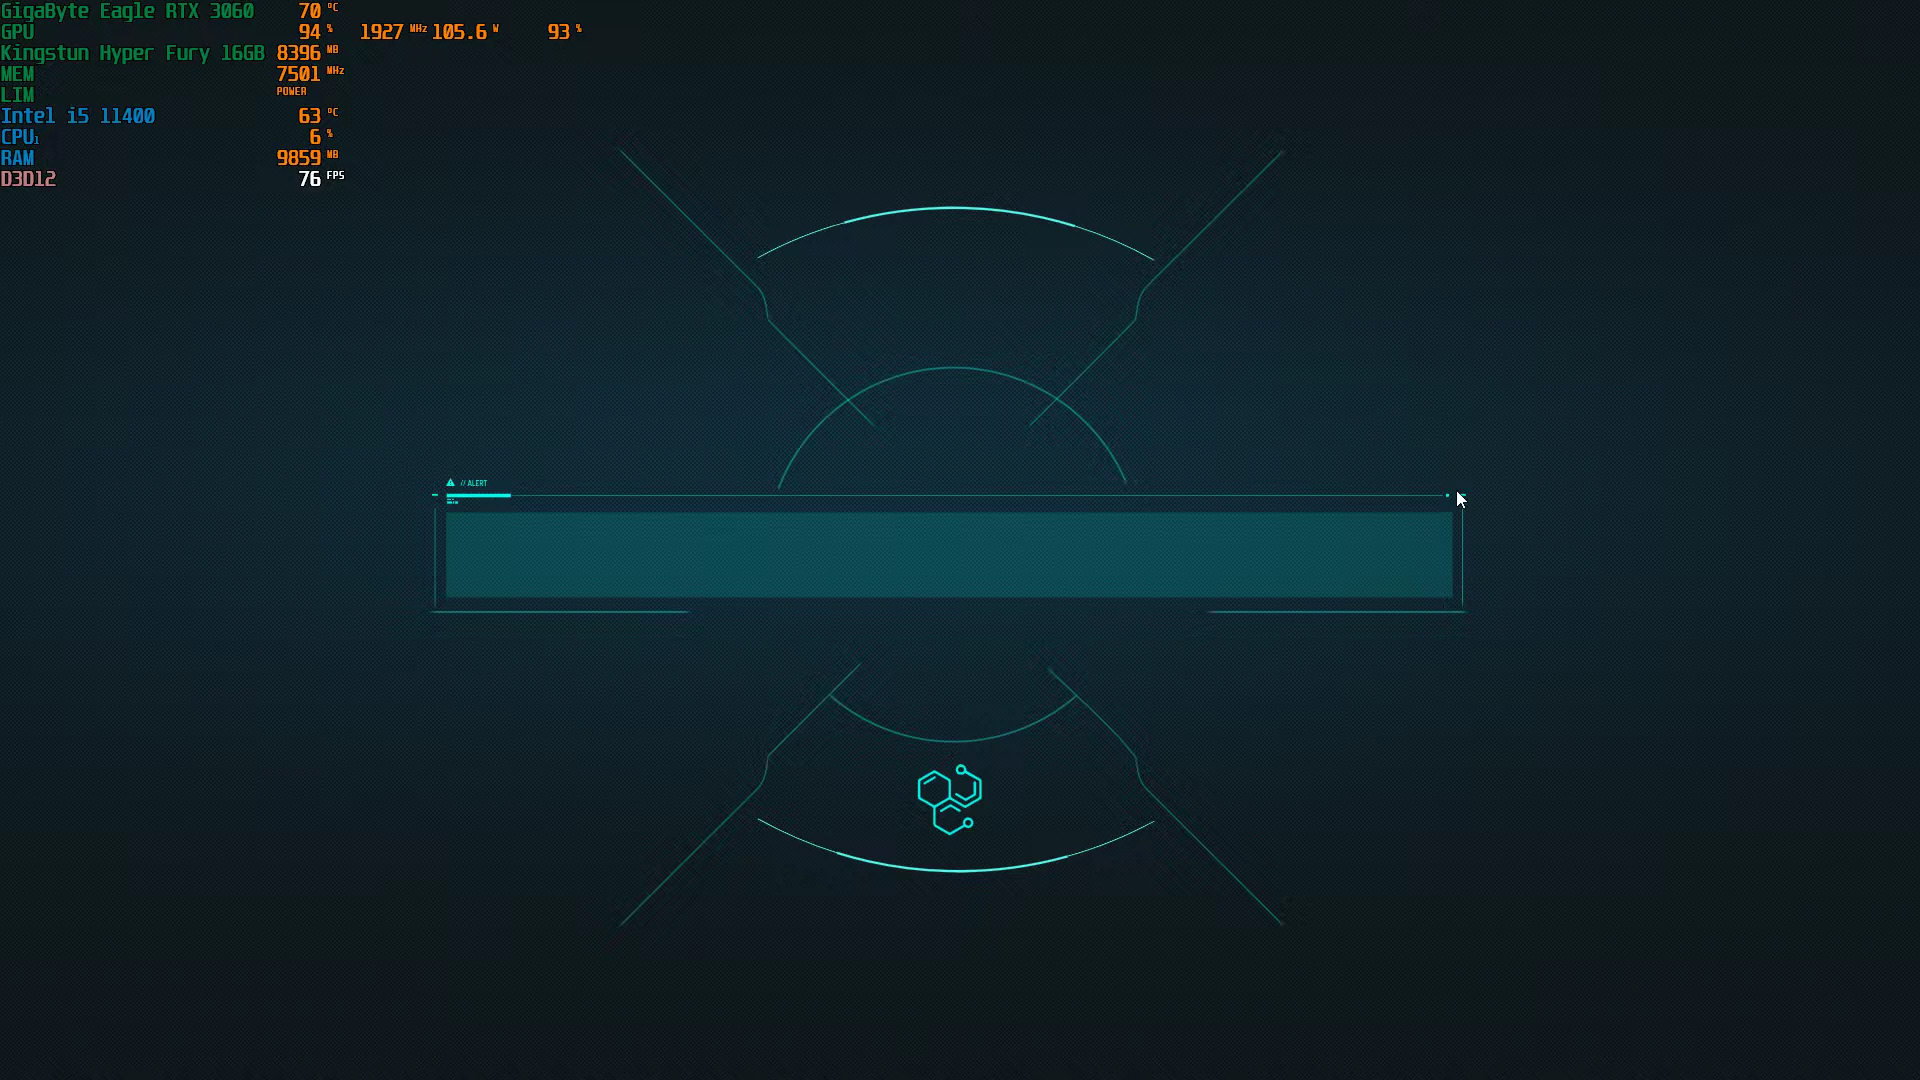 GigaByte Eagle RTX 3060 70 °C
GPU 94 % 1927 MHz 105.6 W 93 %
Kingstun Hyper Fury 16GB 8396 MB
MEM 7501 MHz
LIM POWER
Intel i5 11400 63 °C
CPU1 6 %
RAM 9859 MB
D3D12 76 FPS
// ALERT